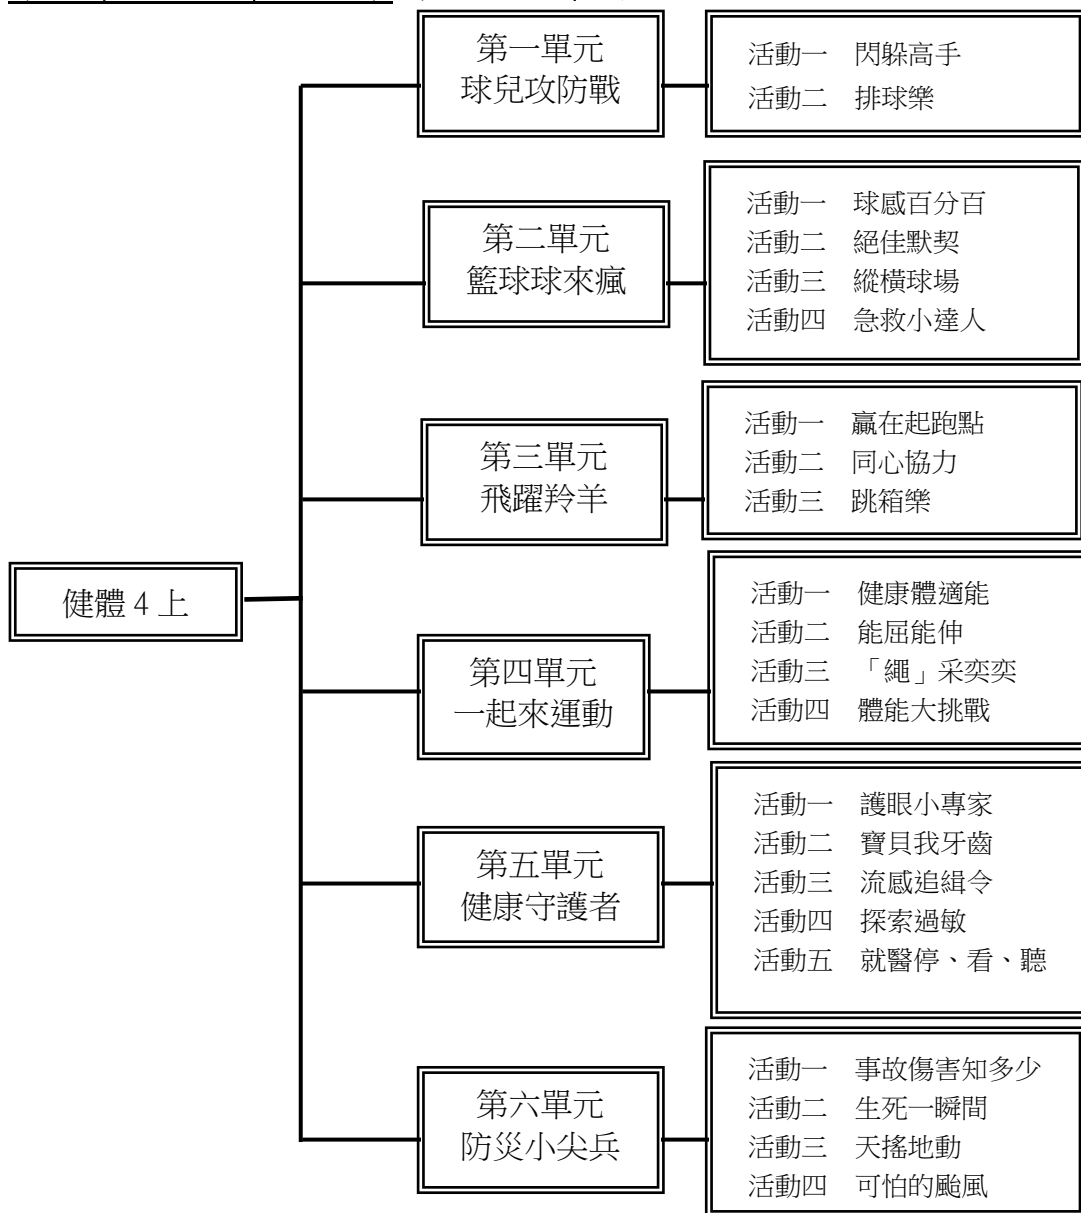 健體 4 上
第一單元
球兒攻防戰
活動一 閃躲高手
活動二 排球樂
第二單元
籃球球來瘋
活動一 球感百分百
活動二 絕佳默契
活動三 縱橫球場
活動四 急救小達人
第三單元
飛躍羚羊
活動一 贏在起跑點
活動二 同心協力
活動三 跳箱樂
第四單元
一起來運動
活動一 健康體適能
活動二 能屈能伸
活動三 「繩」采奕奕
活動四 體能大挑戰
第五單元
健康守護者
活動一 護眼小專家
活動二 寶貝我牙齒
活動三 流感追緝令
活動四 探索過敏
活動五 就醫停、看、聽
第六單元
防災小尖兵
活動一 事故傷害知多少
活動二 生死一瞬間
活動三 天搖地動
活動四 可怕的颱風